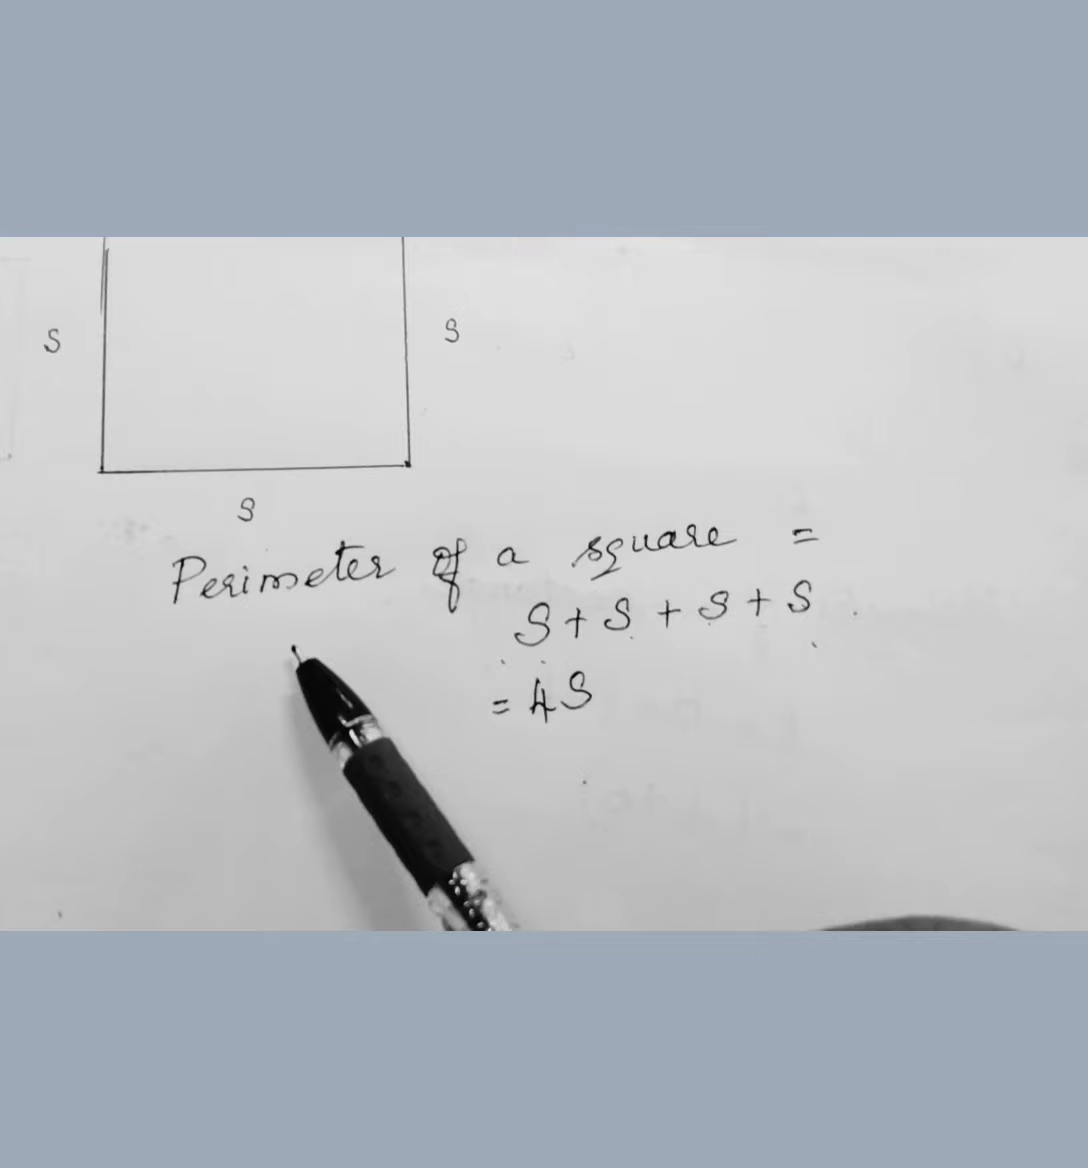 S
S
S
Perimeter of a square =
S + S + S + S
= 4S